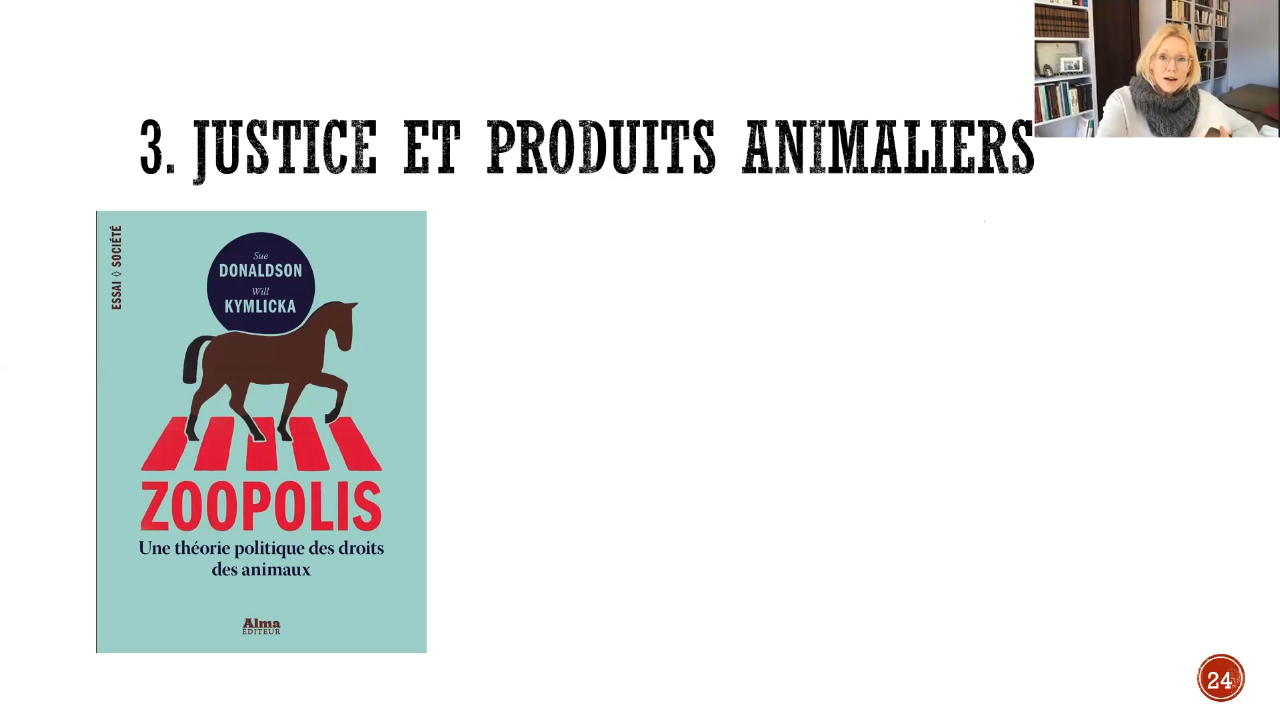 3. JUSTICE ET PRODUITS ANIMALIERS
ESSAI ◊ SOCIÉTÉ
Sue
DONALDSON
Will
KYMLICKA
ZOOPOLIS
Une théorie politique des droits
des animaux
Alma
ÉDITEUR
24